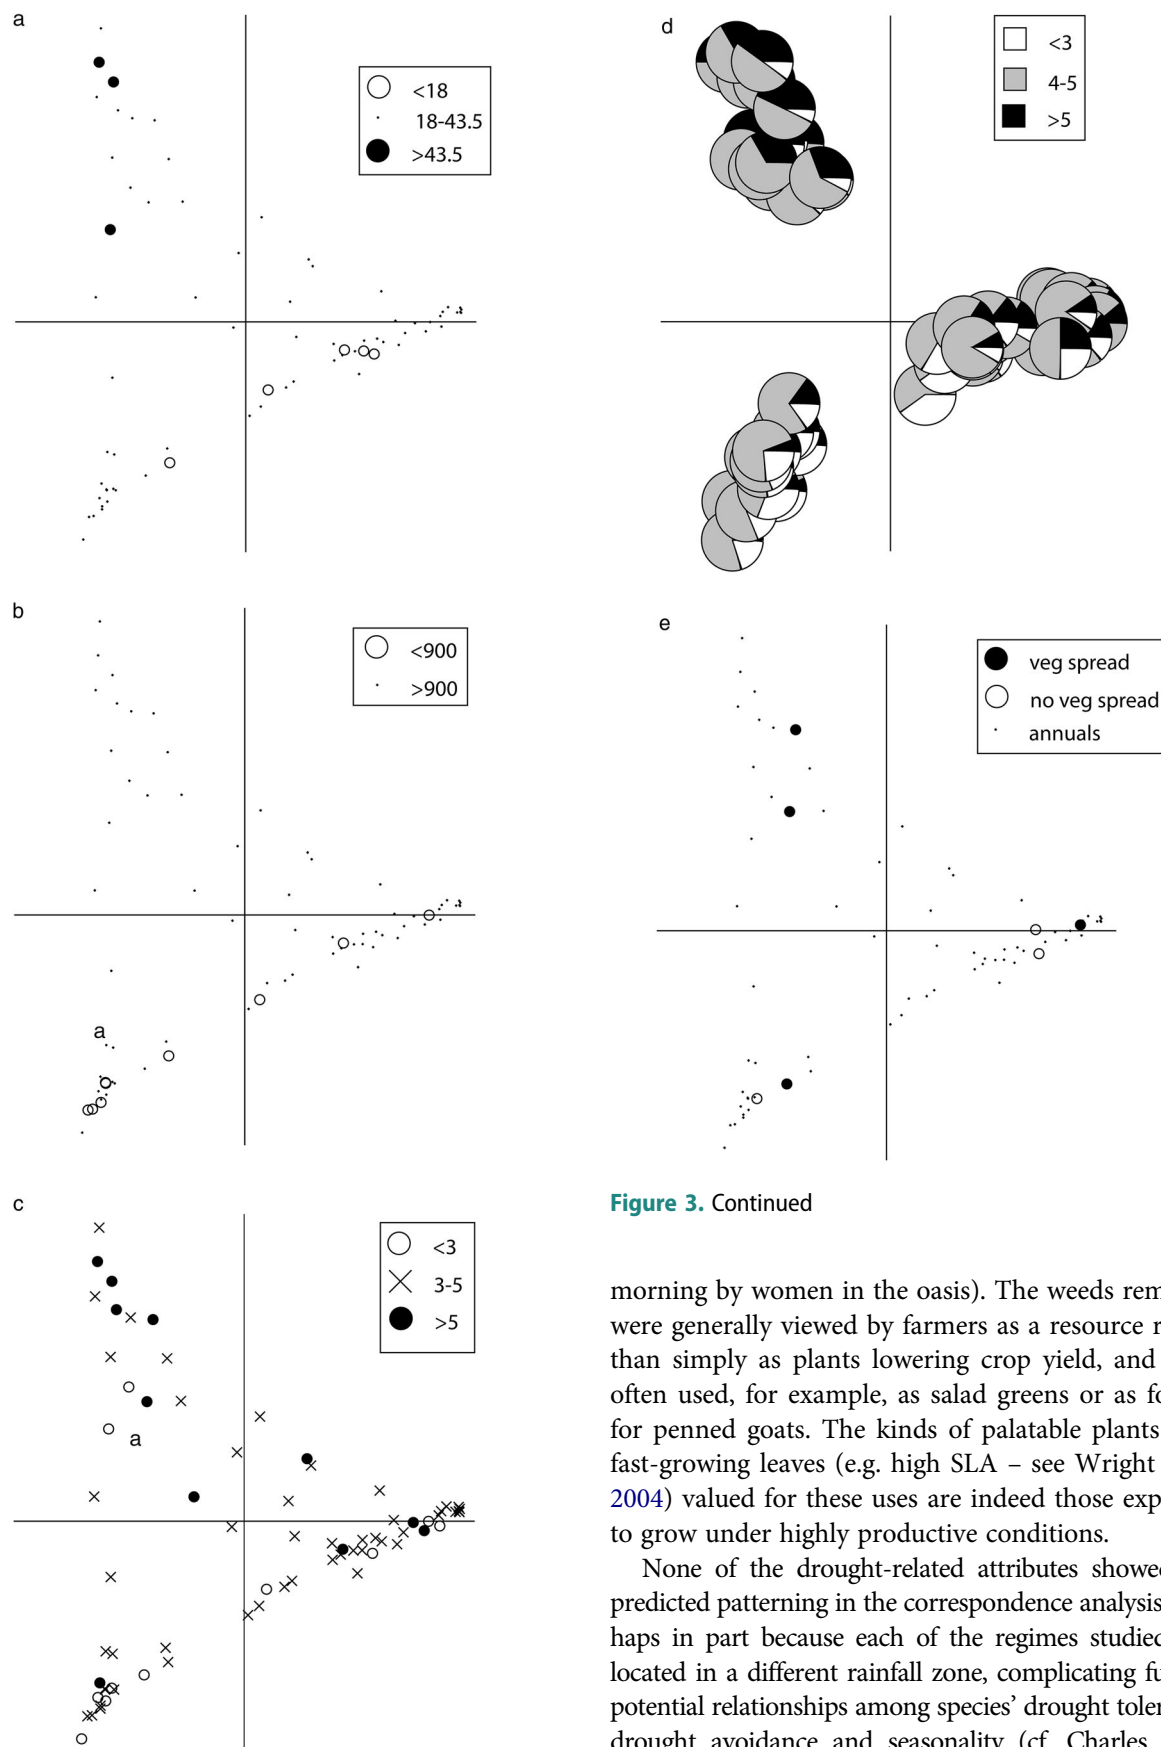 a
<18
18-43.5
>43.5
b
<900
>900
a
c
<3
3-5
>5
a
d
<3
4-5
>5
e
veg spread
no veg spread
annuals
Figure 3. Continued
morning by women in the oasis). The weeds rem
were generally viewed by farmers as a resource r
than simply as plants lowering crop yield, and
often used, for example, as salad greens or as fo
for penned goats. The kinds of palatable plants
fast-growing leaves (e.g. high SLA – see Wright
2004) valued for these uses are indeed those exp
to grow under highly productive conditions.
None of the drought-related attributes showe
predicted patterning in the correspondence analysis
haps in part because each of the regimes studied
located in a different rainfall zone, complicating fu
potential relationships among species’ drought toler
drought avoidance and seasonality (cf. Charles